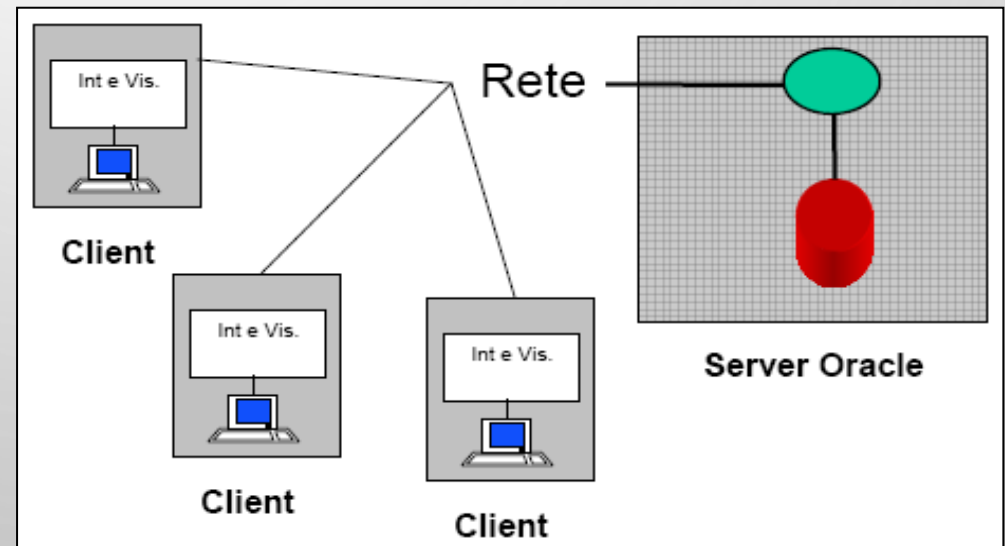 Int e Vis.
Rete
Client
Server Oracle
Int e Vis.
Int e Vis.
Client
Client